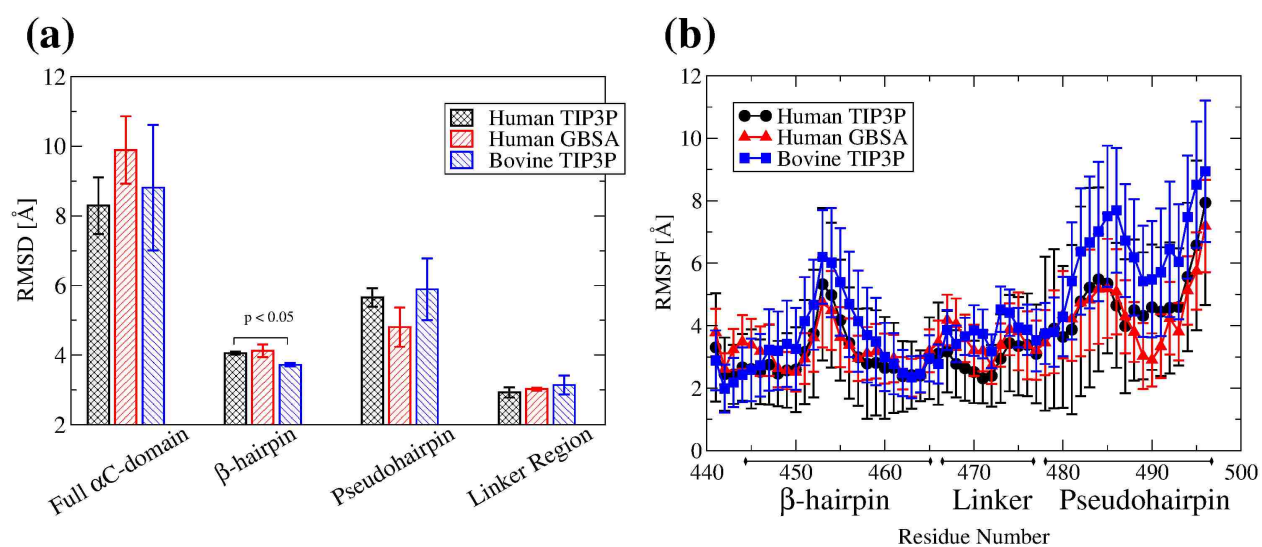 (a)
12
10
8
6
4
2
RMSD [Å]
Human TIP3P
Human GBSA
Bovine TIP3P
p < 0.05
Full αC-domain
β-hairpin
Pseudohairpin
Linker Region
(b)
12
10
8
6
4
2
0
RMSF [Å]
Human TIP3P
Human GBSA
Bovine TIP3P
440 450 460 470 480 490 500
β-hairpin Linker Pseudohairpin
Residue Number